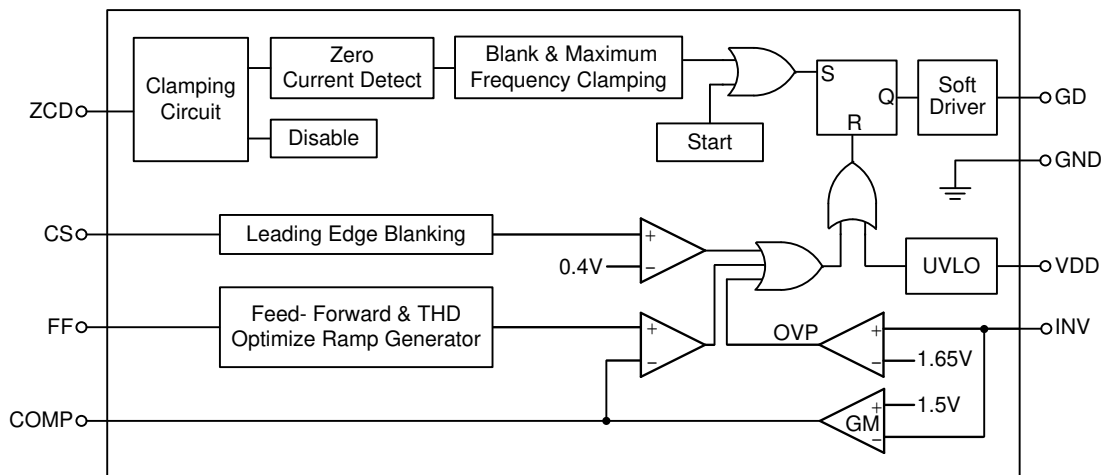 ZCD
Clamping
Circuit
Zero
Current Detect
Disable
Blank & Maximum
Frequency Clamping
Start
S
Q
R
Soft
Driver
GD
GND
CS
Leading Edge Blanking
+
−
0.4V
UVLO
VDD
FF
Feed- Forward & THD
Optimize Ramp Generator
+
−
OVP
+
−
1.65V
INV
COMP
GM
+
−
1.5V